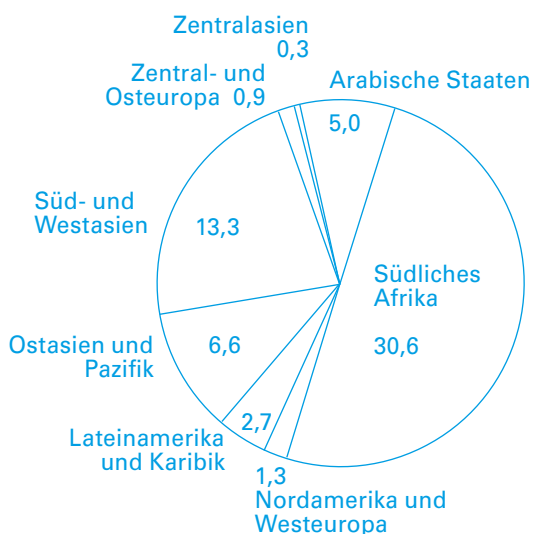 Zentralasien
0,3
Zentral- und
Osteuropa 0,9
Arabische Staaten
5,0
Süd- und
Westasien
13,3
Südliches
Afrika
30,6
Ostasien und
Pazifik
6,6
2,7
Lateinamerika
und Karibik
1,3
Nordamerika und
Westeuropa